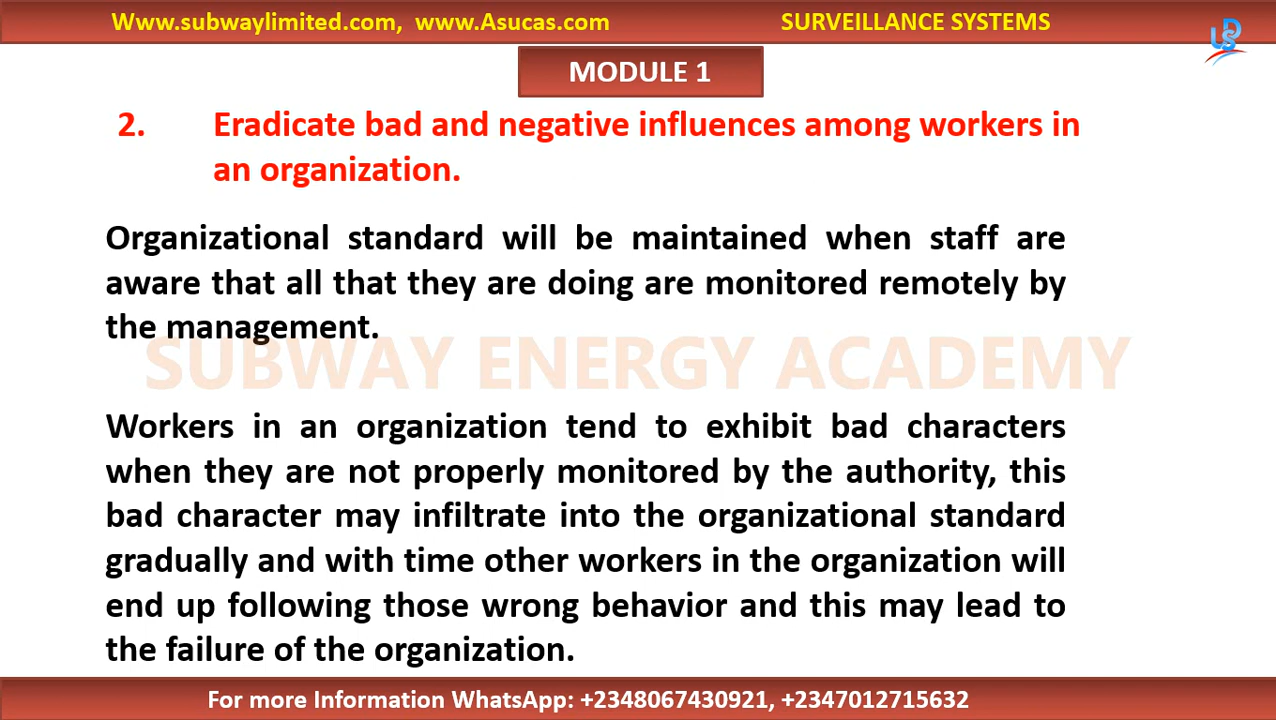 Www.subwaylimited.com, www.Asucas.com SURVEILLANCE SYSTEMS
MODULE 1
2. Eradicate bad and negative influences among workers in
an organization.
Organizational standard will be maintained when staff are
aware that all that they are doing are monitored remotely by
the management.
SUBWAY ENERGY ACADEMY
Workers in an organization tend to exhibit bad characters
when they are not properly monitored by the authority, this
bad character may infiltrate into the organizational standard
gradually and with time other workers in the organization will
end up following those wrong behavior and this may lead to
the failure of the organization.
For more Information WhatsApp: +2348067430921, +2347012715632